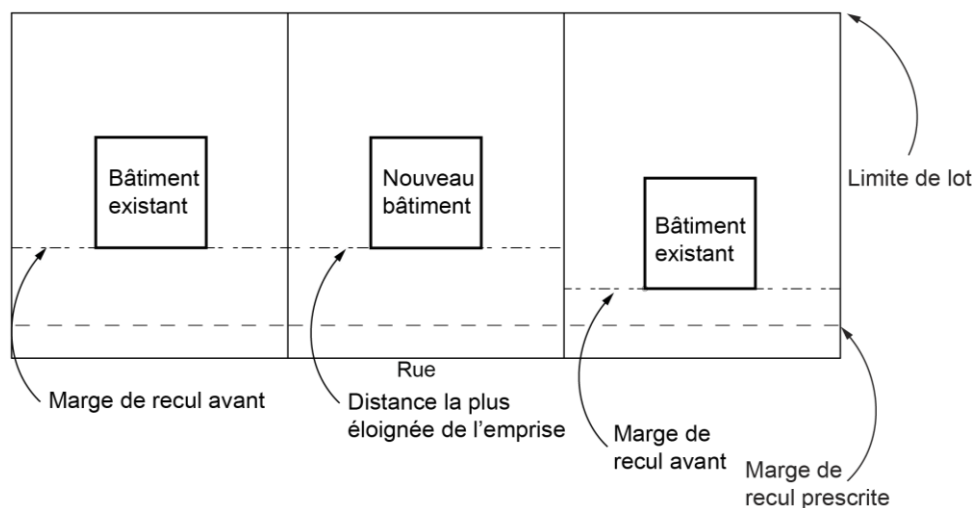 Bâtiment
existant
Nouveau
bâtiment
Bâtiment
existant
Limite de lot
Rue
Marge de recul avant
Distance la plus
éloignée de l'emprise
Marge de
recul avant
Marge de
recul prescrite